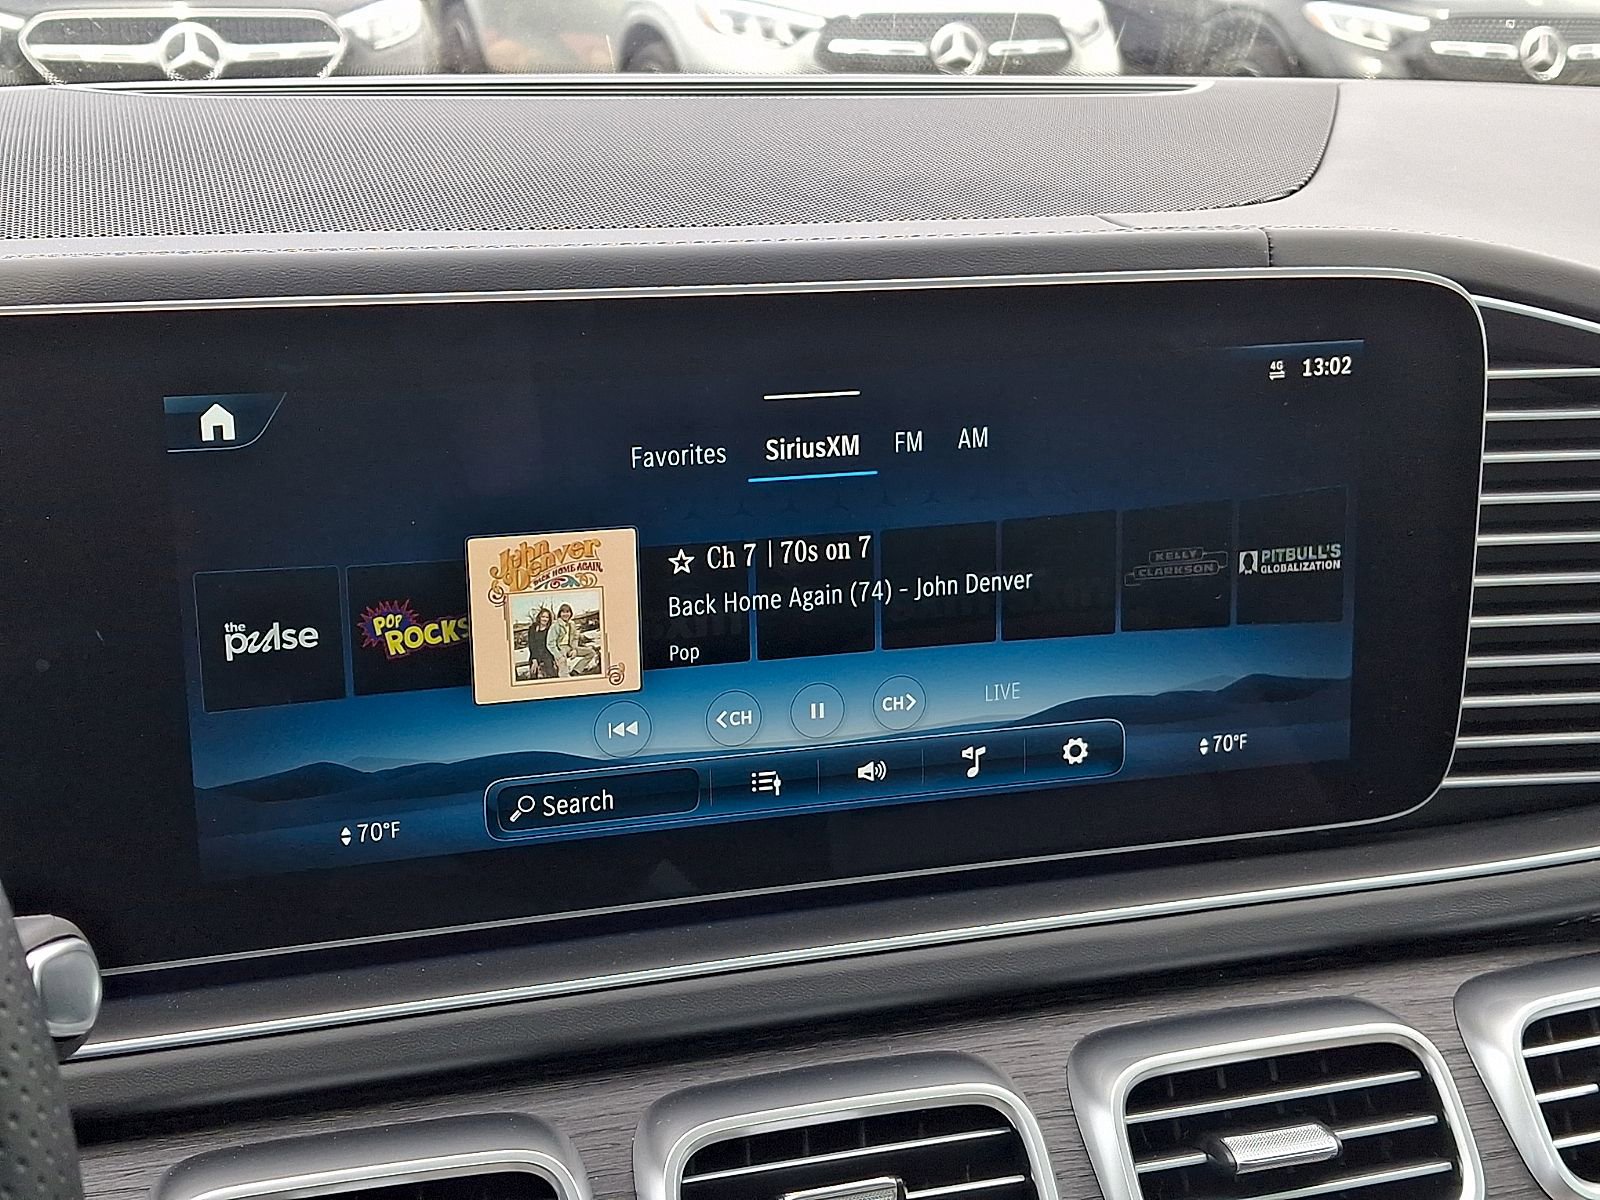 4G 13:02
Favorites SiriusXM FM AM
the pulse
POP ROCKS
John Denver
BACK HOME AGAIN
Ch 7 | 70s on 7
Back Home Again (74) - John Denver
Pop
KELLY CLARKSON
PITBULL'S GLOBALIZATION
<CH
CH>
LIVE
Search
70°F
70°F